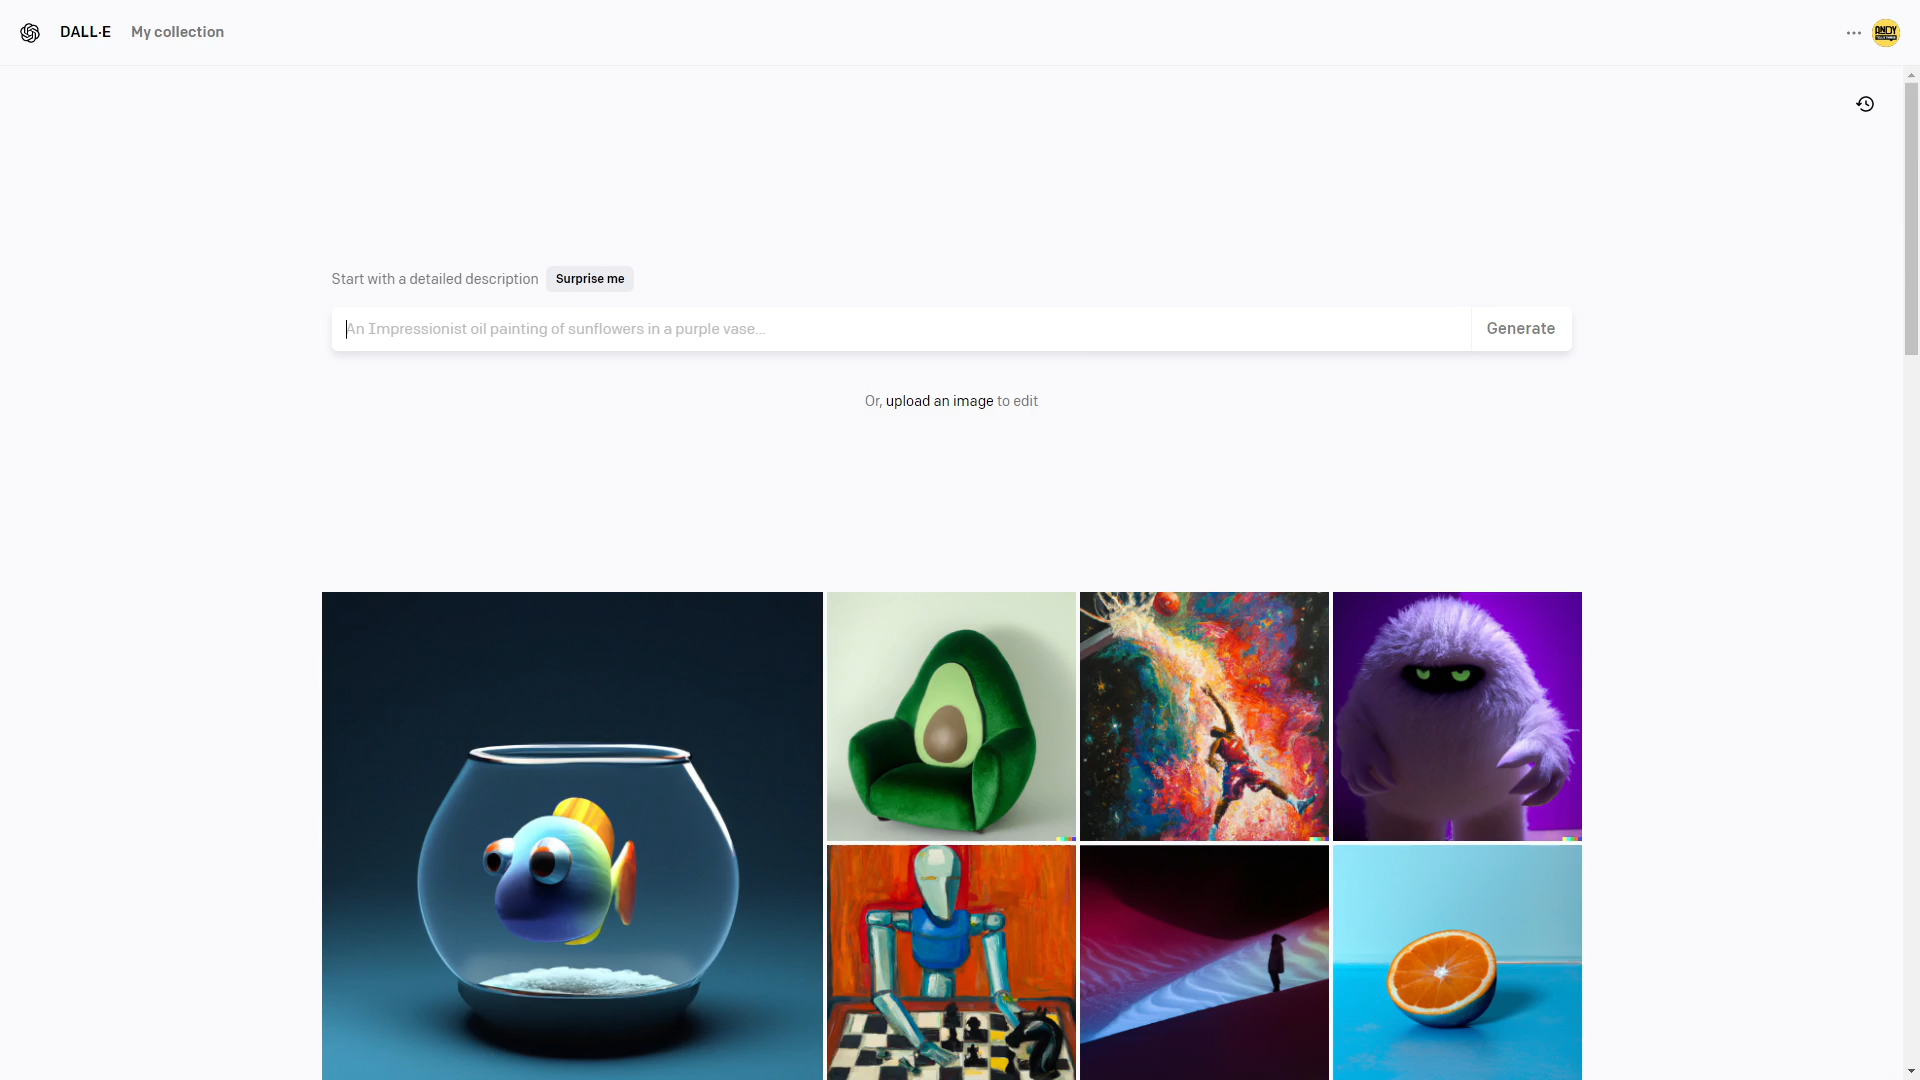 DALL·E My collection
ANDY
Start with a detailed description Surprise me
An Impressionist oil painting of sunflowers in a purple vase...
Generate
Or, upload an image to edit